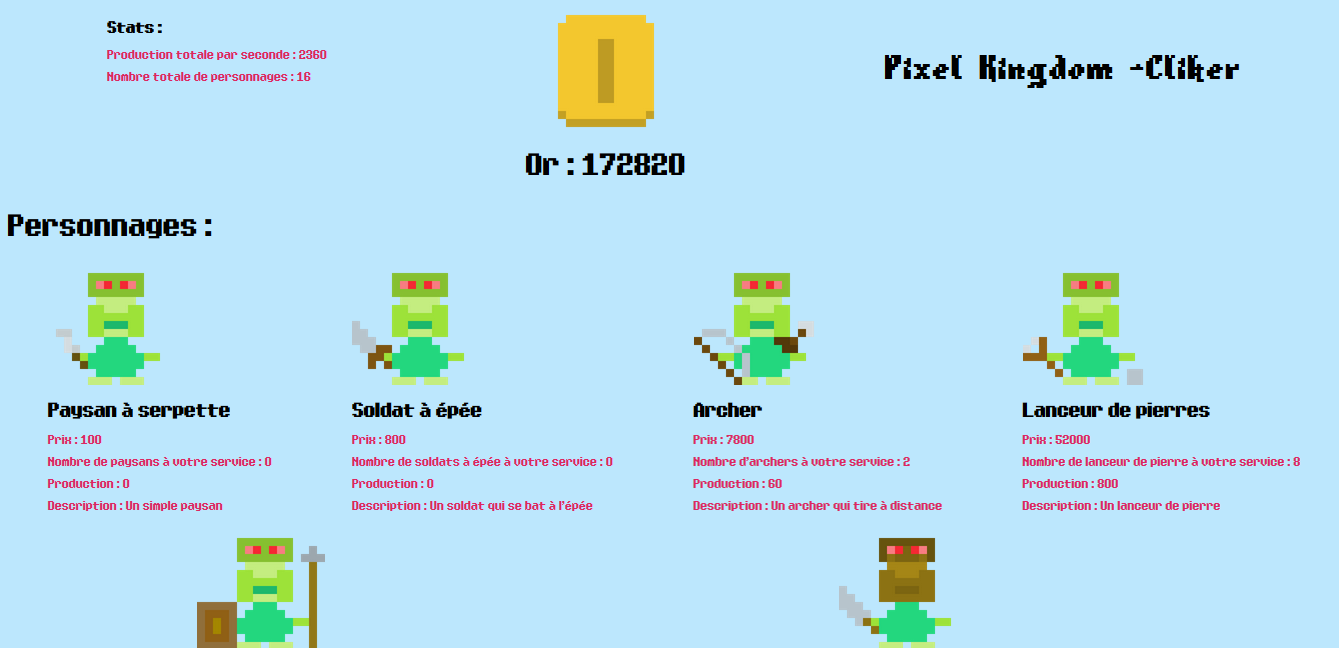 Stats :
Production totale par seconde : 2360
Nombre totale de personnages : 16
Pixel Kingdom -Cliker
Or : 172820
Personnages :
Paysan à serpette
Prix : 100
Nombre de paysans à votre service : 0
Production : 0
Description : Un simple paysan
Soldat à épée
Prix : 800
Nombre de soldats à épée à votre service : 0
Production : 0
Description : Un soldat qui se bat à l'épée
Archer
Prix : 7800
Nombre d'archers à votre service : 2
Production : 60
Description : Un archer qui tire à distance
Lanceur de pierres
Prix : 52000
Nombre de lanceur de pierre à votre service : 8
Production : 800
Description : Un lanceur de pierre